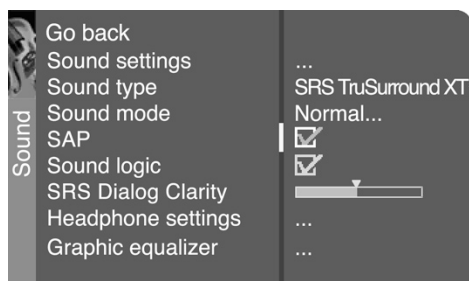 Sound
Go back
Sound settings ...
Sound type SRS TruSurround XT
Sound mode Normal...
SAP
Sound logic
SRS Dialog Clarity
Headphone settings ...
Graphic equalizer ...